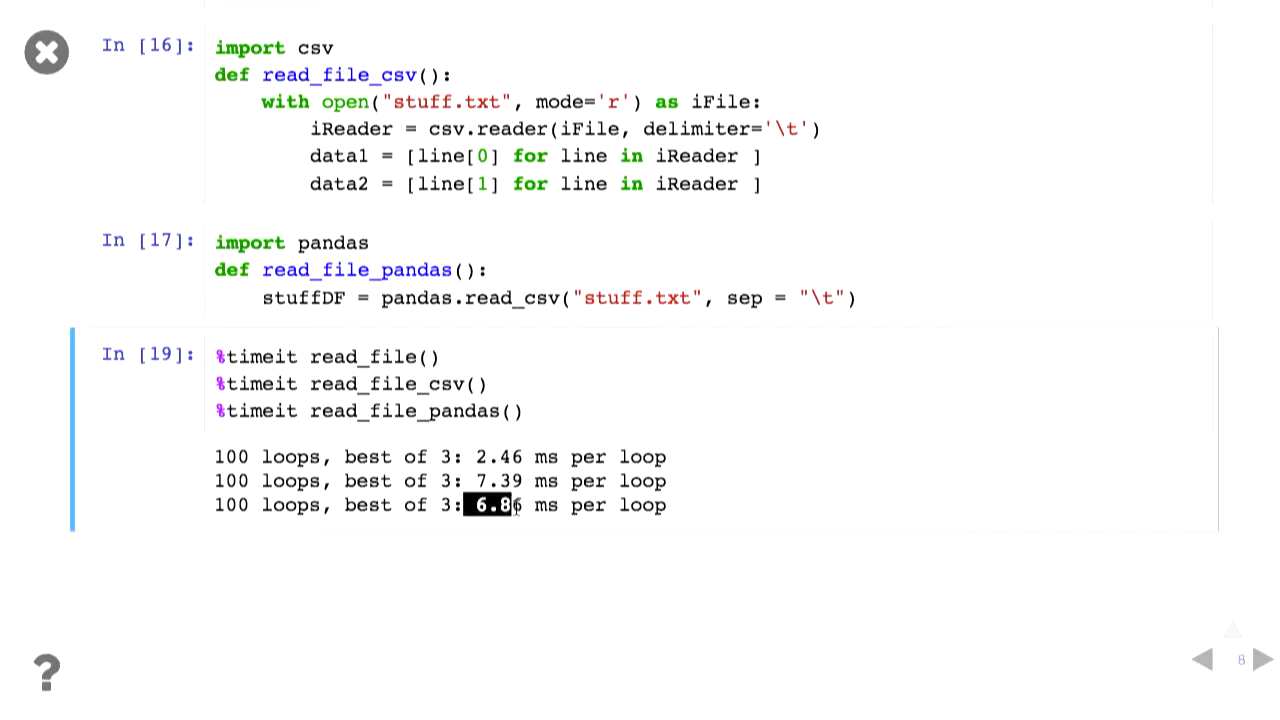 In [16]: import csv
def read_file_csv():
    with open("stuff.txt", mode='r') as iFile:
        iReader = csv.reader(iFile, delimiter='\t')
        data1 = [line[0] for line in iReader ]
        data2 = [line[1] for line in iReader ]
In [17]: import pandas
def read_file_pandas():
    stuffDF = pandas.read_csv("stuff.txt", sep = "\t")
In [19]: %timeit read_file()
%timeit read_file_csv()
%timeit read_file_pandas()
100 loops, best of 3: 2.46 ms per loop
100 loops, best of 3: 7.39 ms per loop
100 loops, best of 3: 6.86 ms per loop
?
8